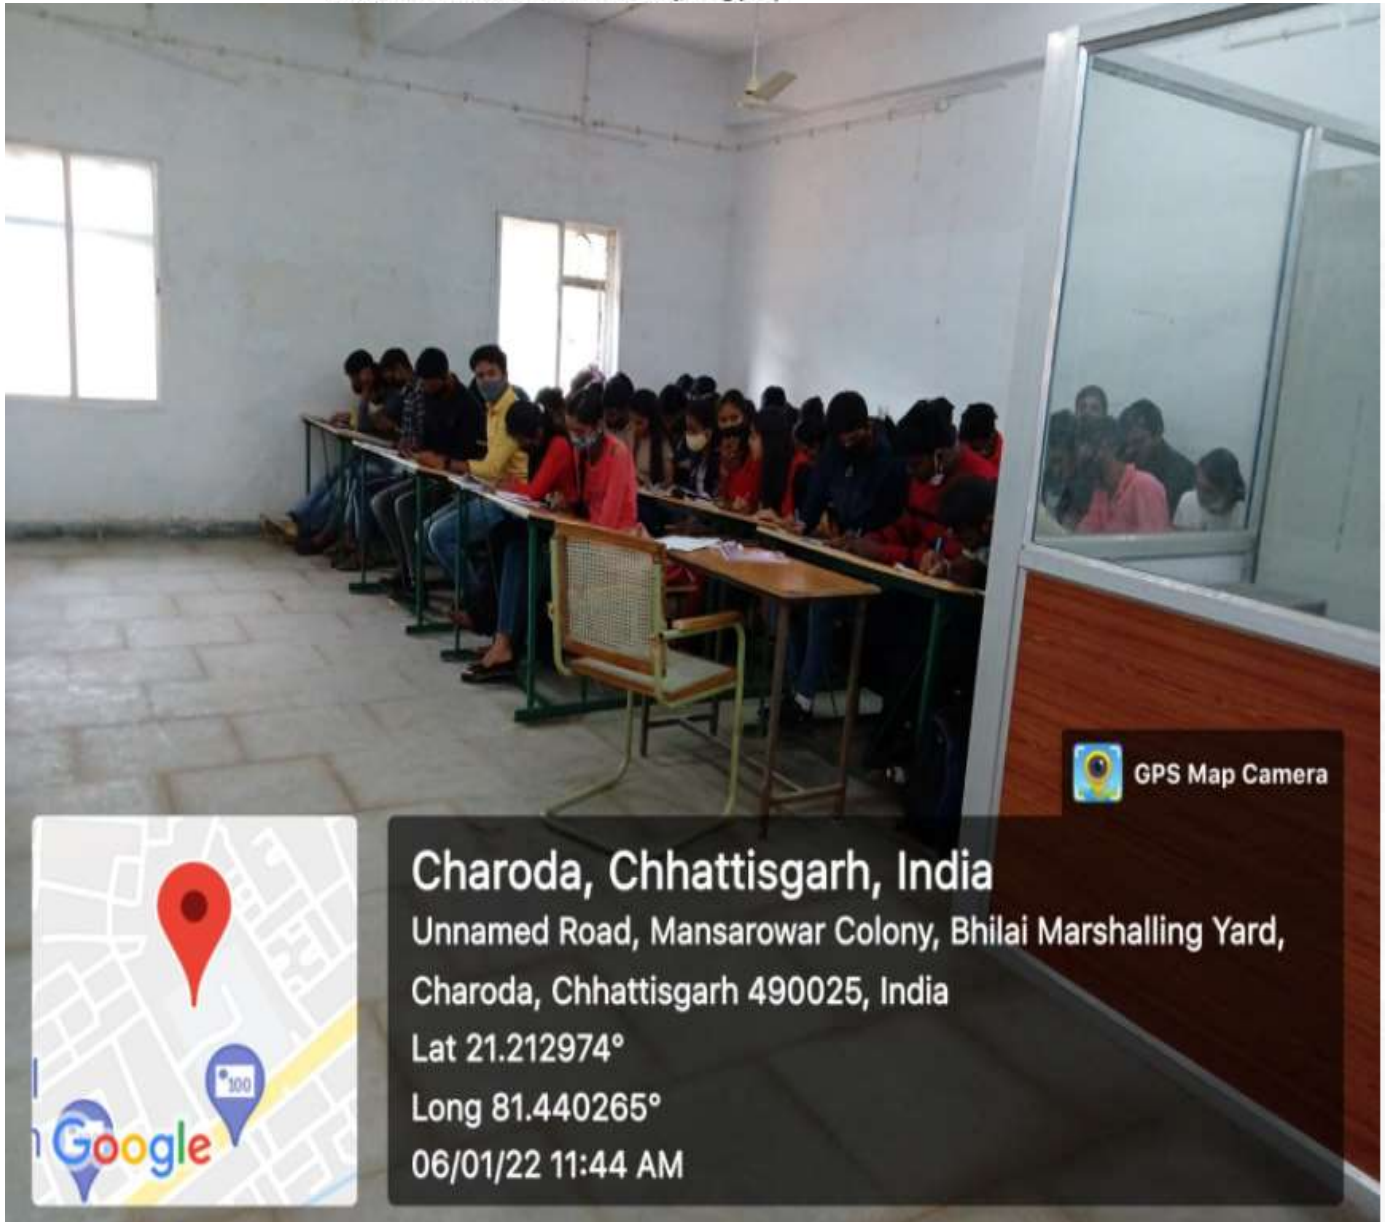 GPS Map Camera
Charoda, Chhattisgarh, India
Unnamed Road, Mansarowar Colony, Bhilai Marshalling Yard,
Charoda, Chhattisgarh 490025, India
Lat 21.212974°
Long 81.440265°
06/01/22 11:44 AM
100
Google